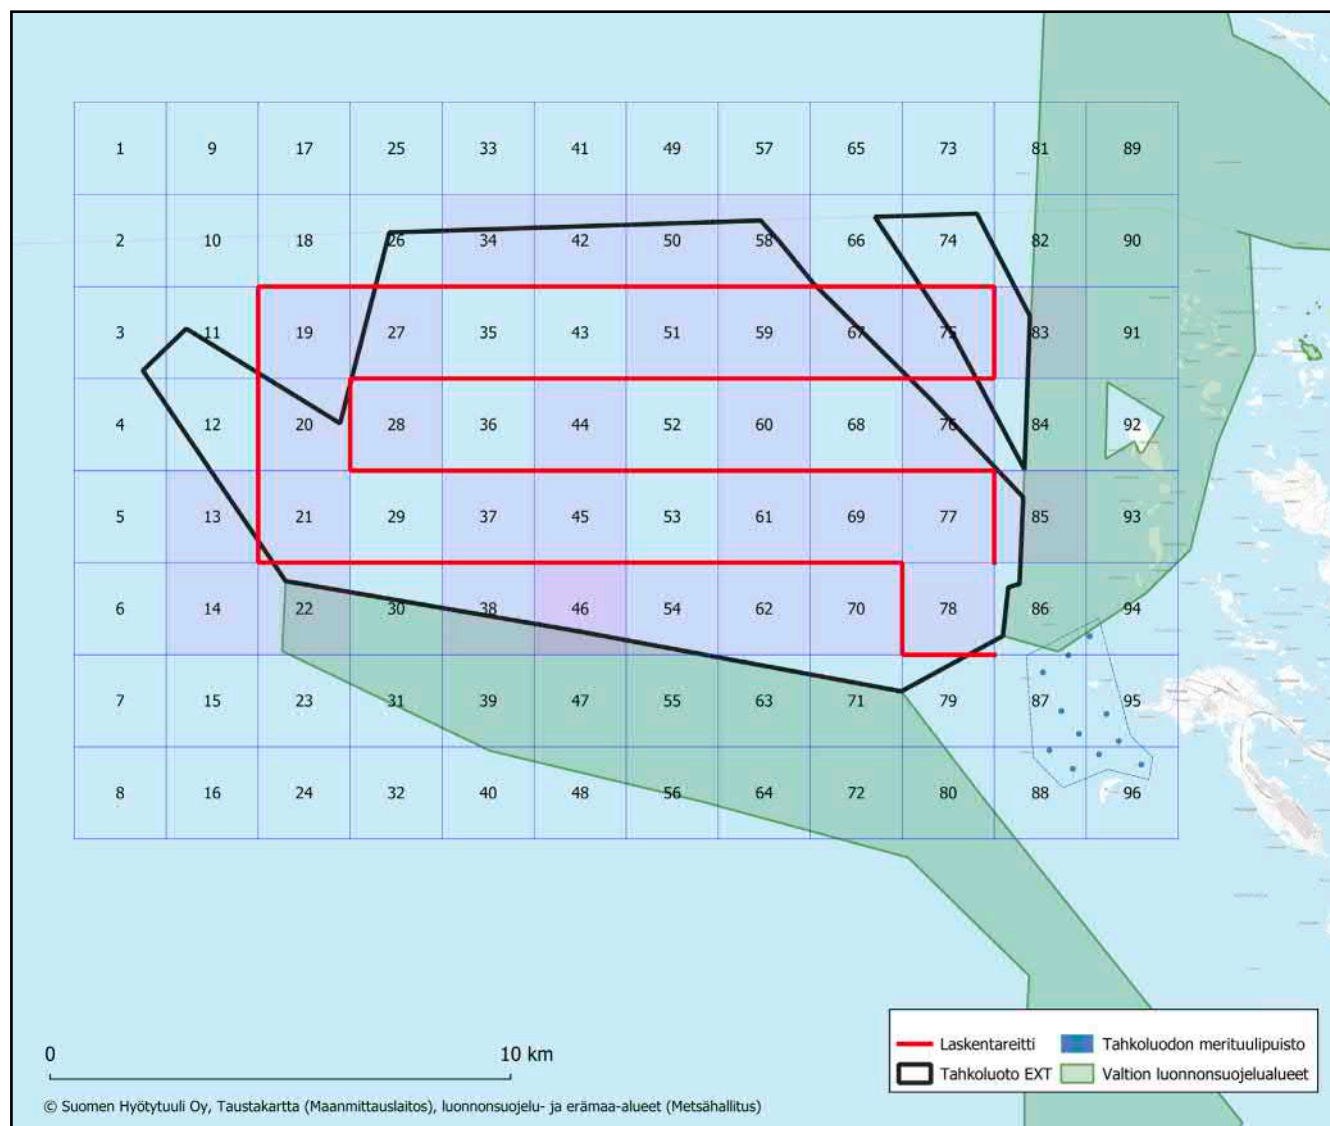 1 9 17 25 33 41 49 57 65 73 81 89
2 10 18 26 34 42 50 58 66 74 82 90
3 11 19 27 35 43 51 59 67 75 83 91
4 12 20 28 36 44 52 60 68 76 84 92
5 13 21 29 37 45 53 61 69 77 85 93
6 14 22 30 38 46 54 62 70 78 86 94
7 15 23 31 39 47 55 63 71 79 87 95
8 16 24 32 40 48 56 64 72 80 88 96
0 10 km
Laskentareitti Tahkoluodon merituulipuisto
Tahkoluoto EXT Valtion luonnonsuojelualueet
© Suomen Hyötytuuli Oy, Taustakartta (Maanmittauslaitos), luonnonsuojelu- ja erämaa-alueet (Metsähallitus)